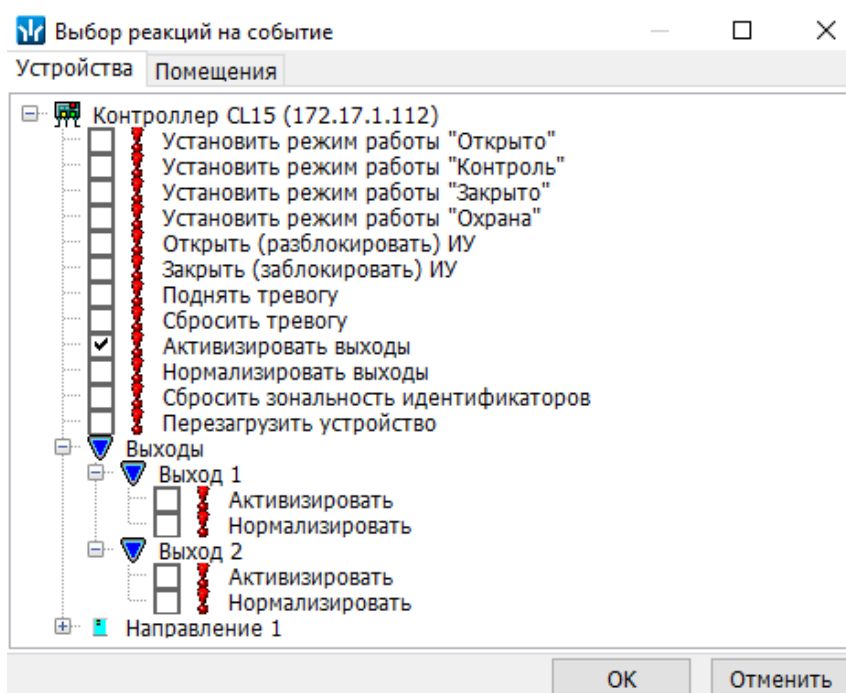 Выбор реакций на событие
Устройства Помещения
Контроллер CL15 (172.17.1.112)
Установить режим работы "Открыто"
Установить режим работы "Контроль"
Установить режим работы "Закрыто"
Установить режим работы "Охрана"
Открыть (разблокировать) ИУ
Закрыть (заблокировать) ИУ
Поднять тревогу
Сбросить тревогу
Активизировать выходы
Нормализировать выходы
Сбросить зональность идентификаторов
Перезагрузить устройство
Выходы
Выход 1
Активизировать
Нормализировать
Выход 2
Активизировать
Нормализировать
Направление 1
OK Отменить